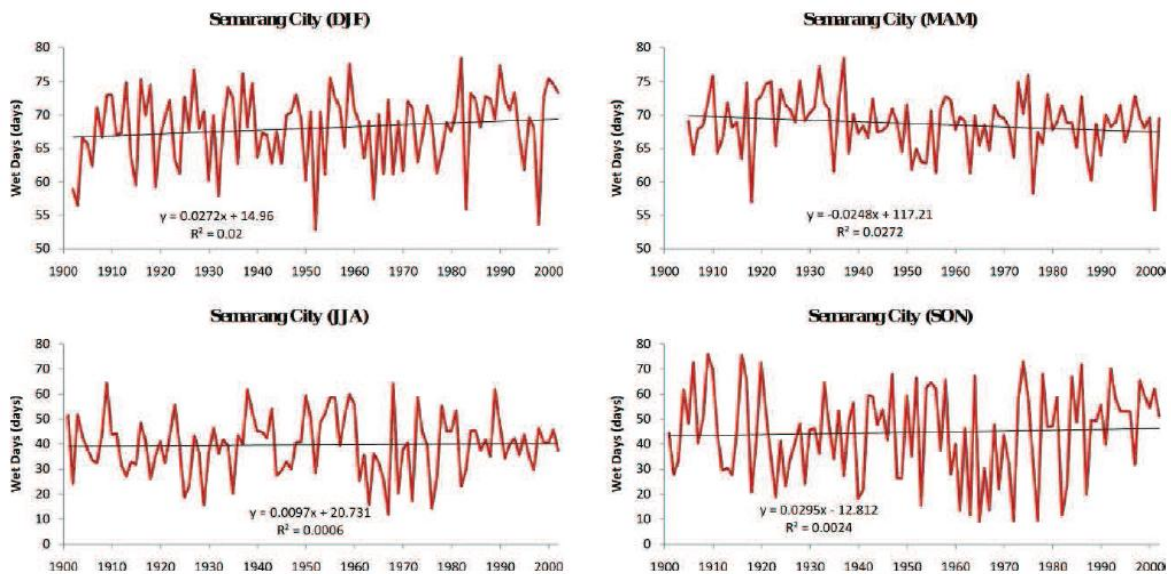 Semarang City (DJF)
Wet Days (days)
80
75
70
65
60
55
50
y = 0.0272x + 14.96
R² = 0.02
1900 1910 1920 1930 1940 1950 1960 1970 1980 1990 2000
Semarang City (MAM)
Wet Days (days)
80
75
70
65
60
55
50
y = -0.0248x + 117.21
R² = 0.0272
1900 1910 1920 1930 1940 1950 1960 1970 1980 1990 2000
Semarang City (JJA)
Wet Days (days)
80
70
60
50
40
30
20
10
0
y = 0.0097x + 20.731
R² = 0.0006
1900 1910 1920 1930 1940 1950 1960 1970 1980 1990 2000
Semarang City (SON)
Wet Days (days)
80
70
60
50
40
30
20
10
0
y = 0.0295x - 12.812
R² = 0.0024
1900 1910 1920 1930 1940 1950 1960 1970 1980 1990 2000